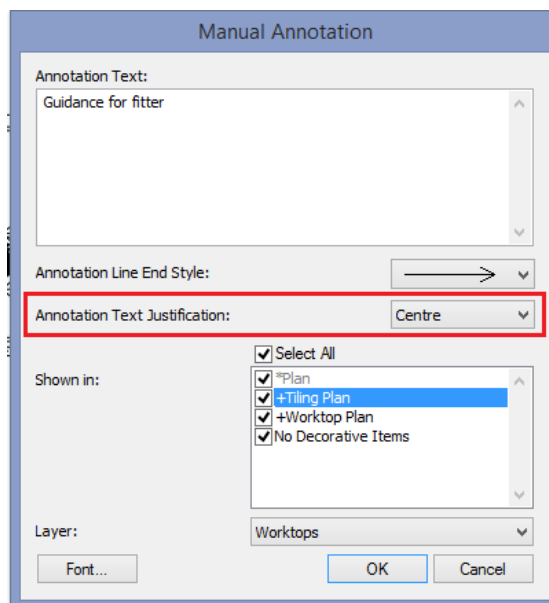 Manual Annotation
Annotation Text:
Guidance for fitter
Annotation Line End Style:
Annotation Text Justification: Centre
Select All
Shown in:
*Plan
+Tiling Plan
+Worktop Plan
No Decorative Items
Layer: Worktops
Font... OK Cancel